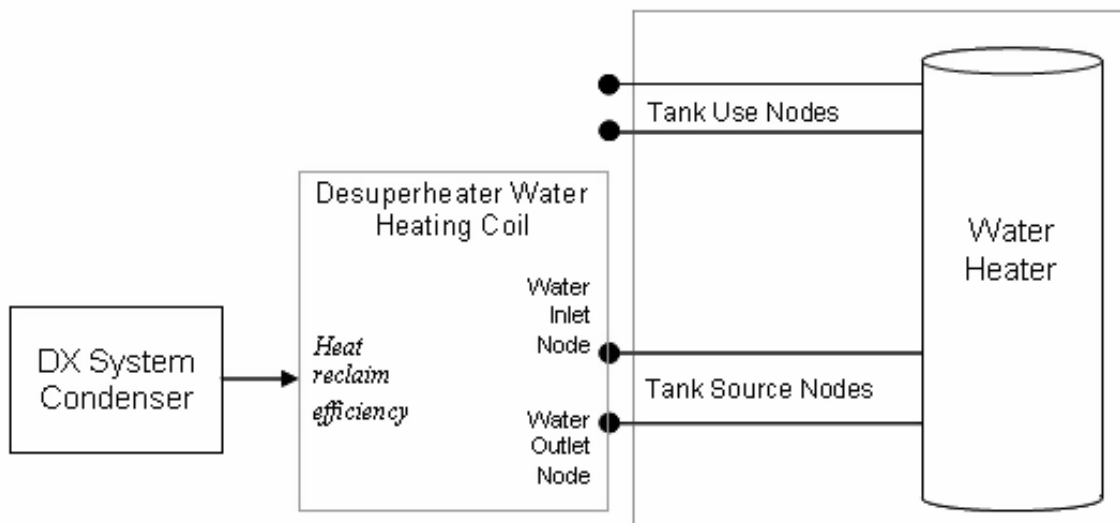 Tank Use Nodes
Desuperheater Water
Heating Coil
Water
Heater
Water
Inlet
Node
DX System
Condenser
Heat
reclaim
efficiency
Tank Source Nodes
Water
Outlet
Node